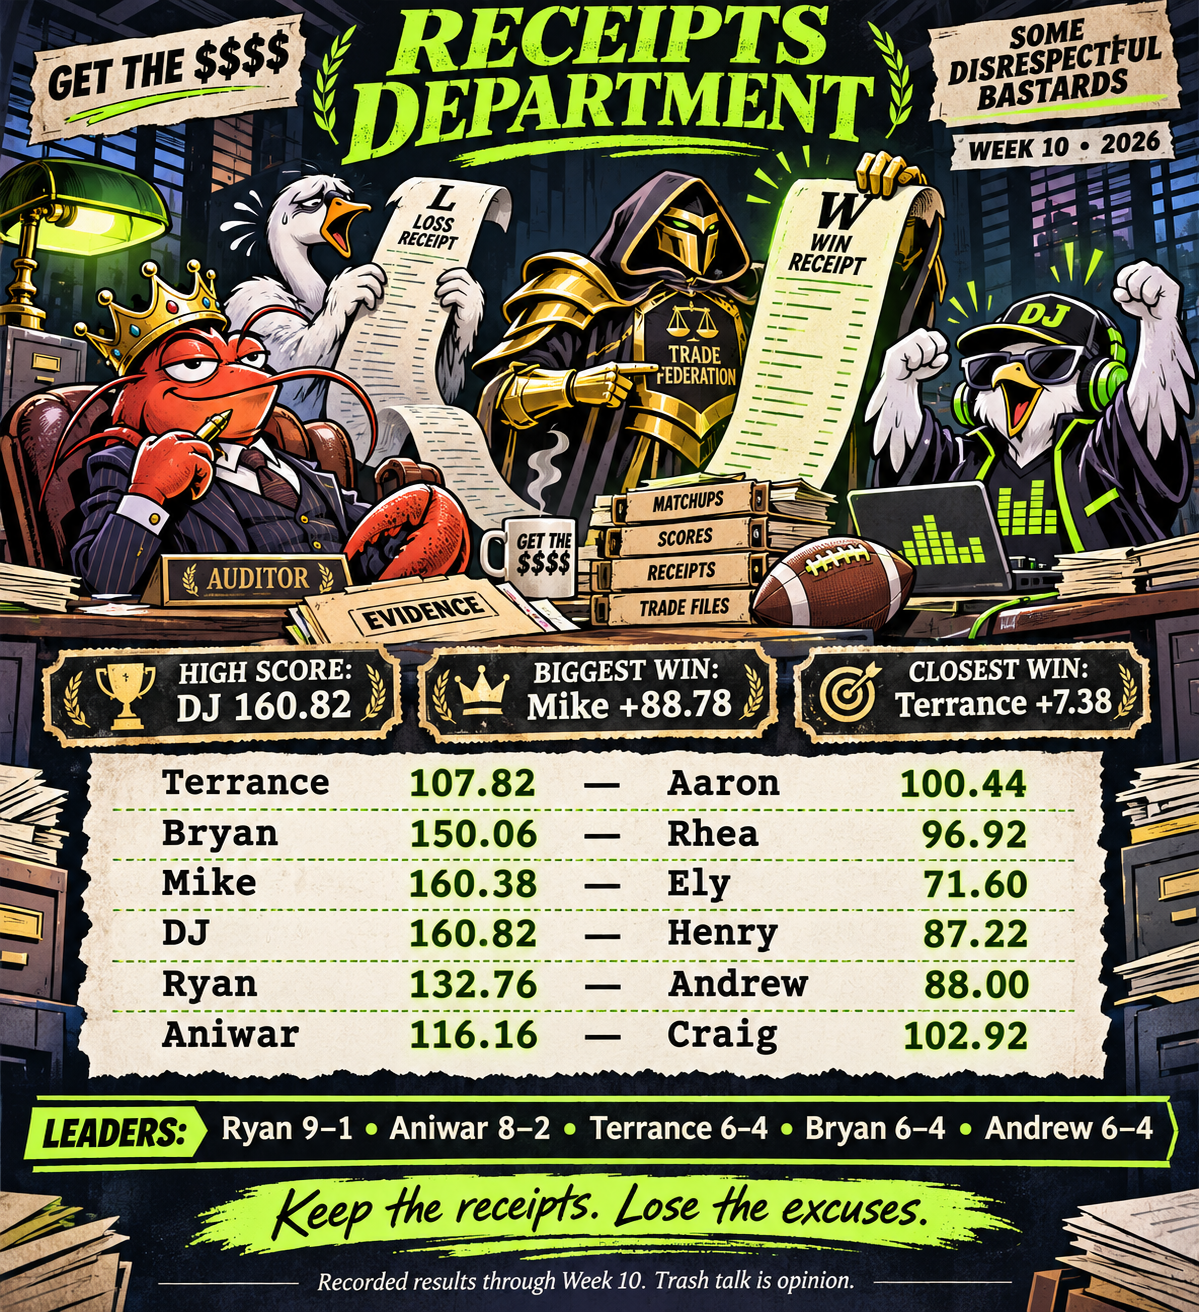 GET THE $$$$
RECEIPTS
DEPARTMENT
SOME
DISRESPECTFUL
BASTARDS
WEEK 10 • 2026
L
LOSS
RECEIPT
W
WIN
RECEIPT
TRADE
FEDERATION
DJ
AUDITOR
EVIDENCE
GET THE
$$$$
MATCHUPS
SCORES
RECEIPTS
TRADE FILES
HIGH SCORE:
DJ 160.82
BIGGEST WIN:
Mike +88.78
CLOSEST WIN:
Terrance +7.38
Terrance 107.82 — Aaron 100.44
Bryan 150.06 — Rhea 96.92
Mike 160.38 — Ely 71.60
DJ 160.82 — Henry 87.22
Ryan 132.76 — Andrew 88.00
Aniwar 116.16 — Craig 102.92
LEADERS: Ryan 9–1 • Aniwar 8–2 • Terrance 6–4 • Bryan 6–4 • Andrew 6–4
Keep the receipts. Lose the excuses.
Recorded results through Week 10. Trash talk is opinion.